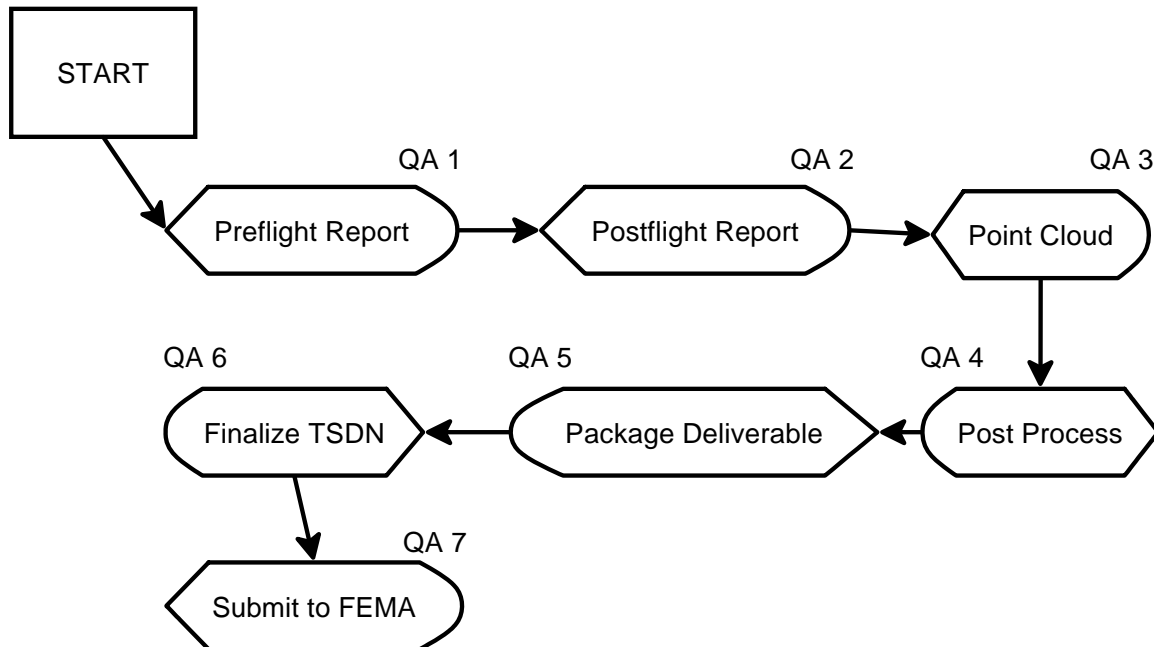 START
QA 1
QA 2
QA 3
Preflight Report
Postflight Report
Point Cloud
QA 6
QA 5
QA 4
Finalize TSDN
Package Deliverable
Post Process
QA 7
Submit to FEMA